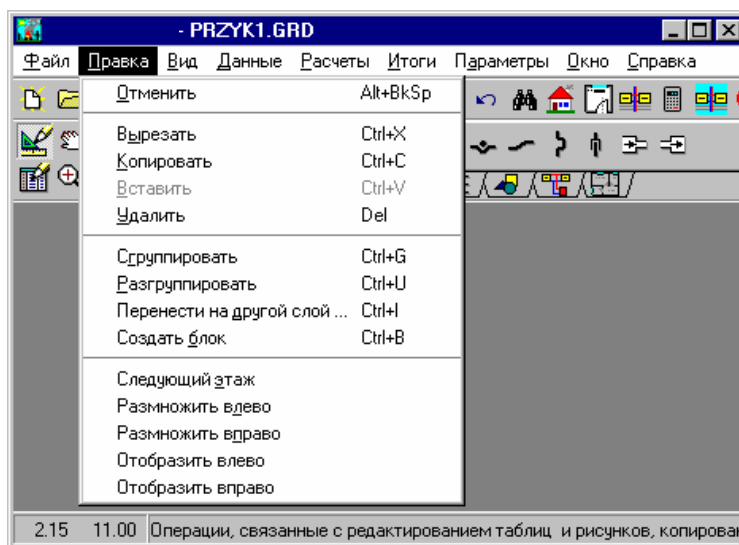 - PRZYK1.GRD
Файл Правка Вид Данные Расчеты Итоги Параметры Окно Справка
Отменить Alt+BkSp
Вырезать Ctrl+X
Копировать Ctrl+C
Вставить Ctrl+V
Удалить Del
Сгруппировать Ctrl+G
Разгруппировать Ctrl+U
Перенести на другой слой ... Ctrl+I
Создать блок Ctrl+B
Следующий этаж
Размножить влево
Размножить вправо
Отобразить влево
Отобразить вправо
2.15 11.00 Операции, связанные с редактированием таблиц и рисунков, копирован